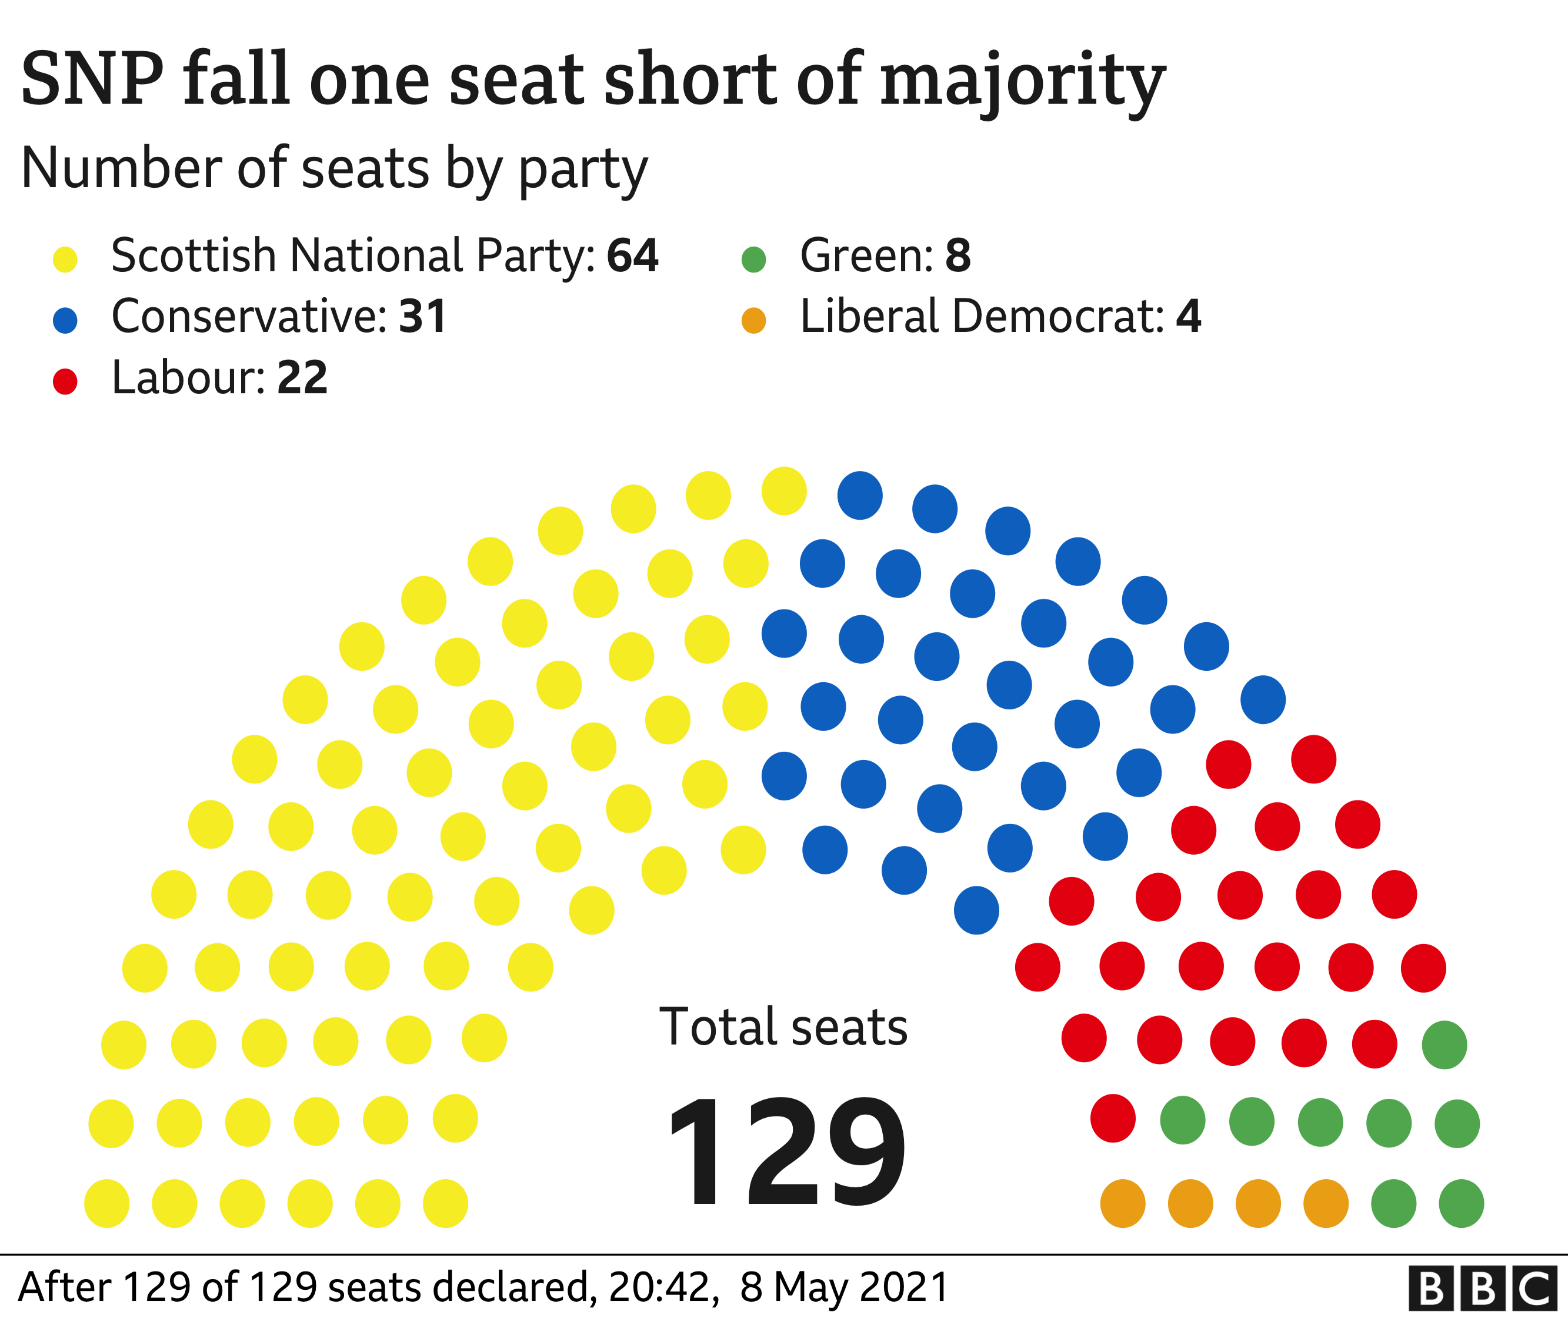 SNP fall one seat short of majority
Number of seats by party
Scottish National Party: 64
Conservative: 31
Labour: 22
Green: 8
Liberal Democrat: 4
Total seats
129
After 129 of 129 seats declared, 20:42, 8 May 2021
BBC